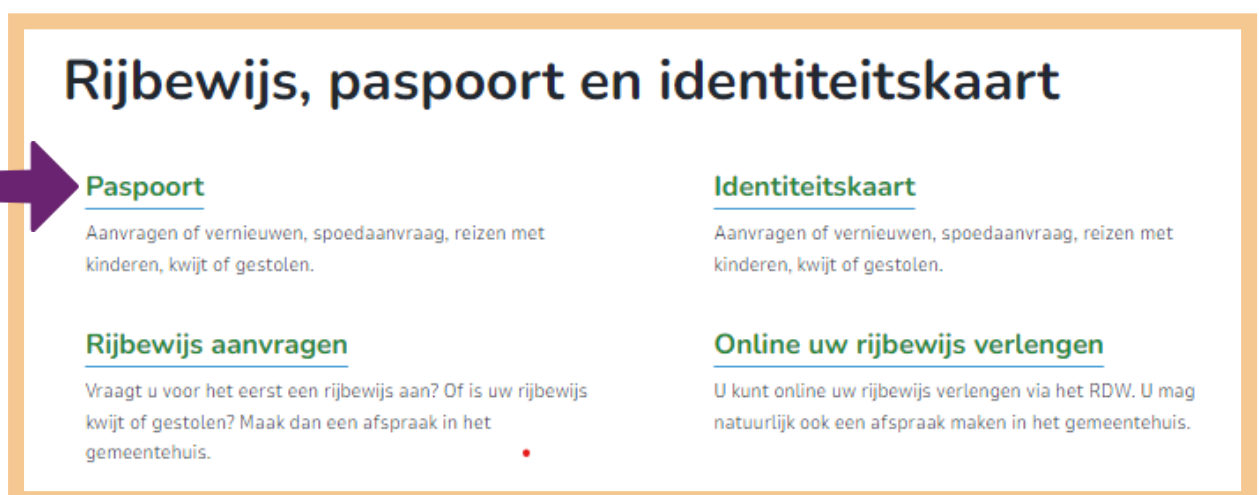 Rijbewijs, paspoort en identiteitskaart
Paspoort
Aanvragen of vernieuwen, spoedaanvraag, reizen met
kinderen, kwijt of gestolen.
Identiteitskaart
Aanvragen of vernieuwen, spoedaanvraag, reizen met
kinderen, kwijt of gestolen.
Rijbewijs aanvragen
Vraagt u voor het eerst een rijbewijs aan? Of is uw rijbewijs
kwijt of gestolen? Maak dan een afspraak in het
gemeentehuis.
Online uw rijbewijs verlengen
U kunt online uw rijbewijs verlengen via het RDW. U mag
natuurlijk ook een afspraak maken in het gemeentehuis.